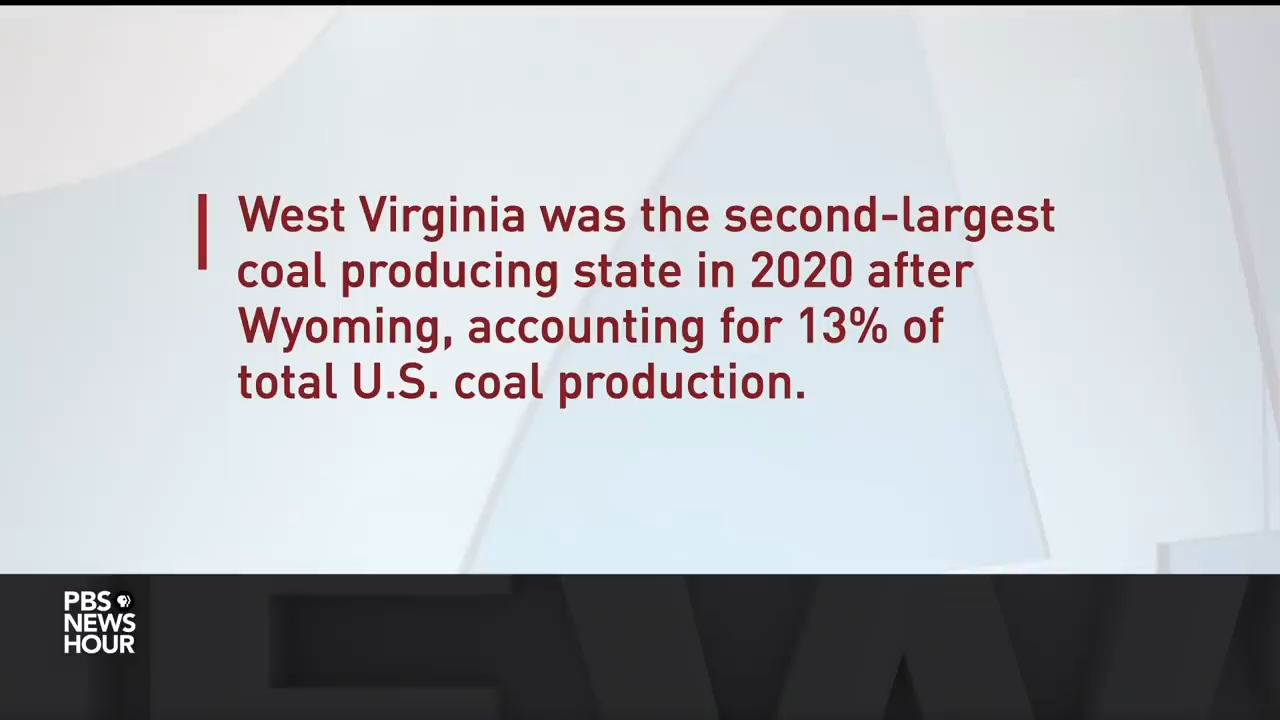 West Virginia was the second-largest
coal producing state in 2020 after
Wyoming, accounting for 13% of
total U.S. coal production.
PBS
NEWS
HOUR